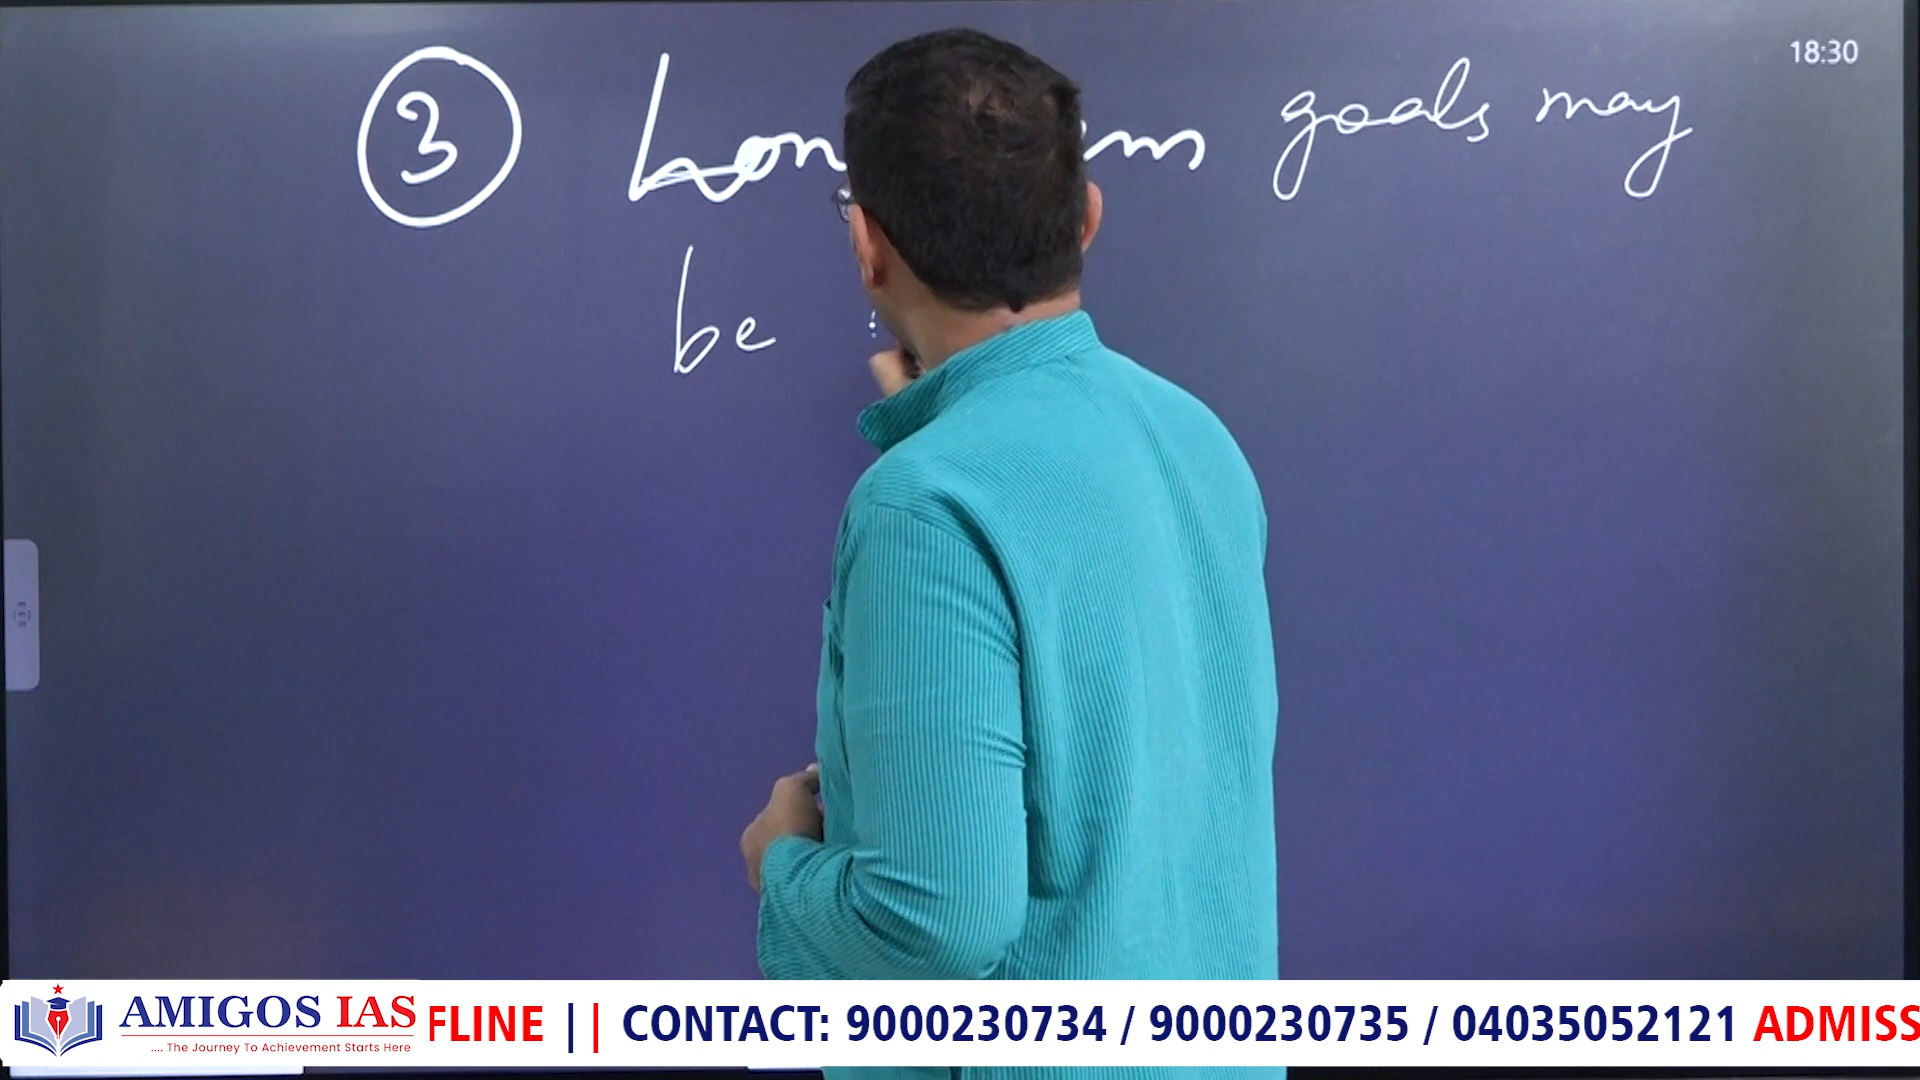 18:30
③ Lon ms goals may
be
AMIGOS IAS
.... The Journey To Achievement Starts Here
FLINE || CONTACT: 9000230734 / 9000230735 / 04035052121 ADMISS